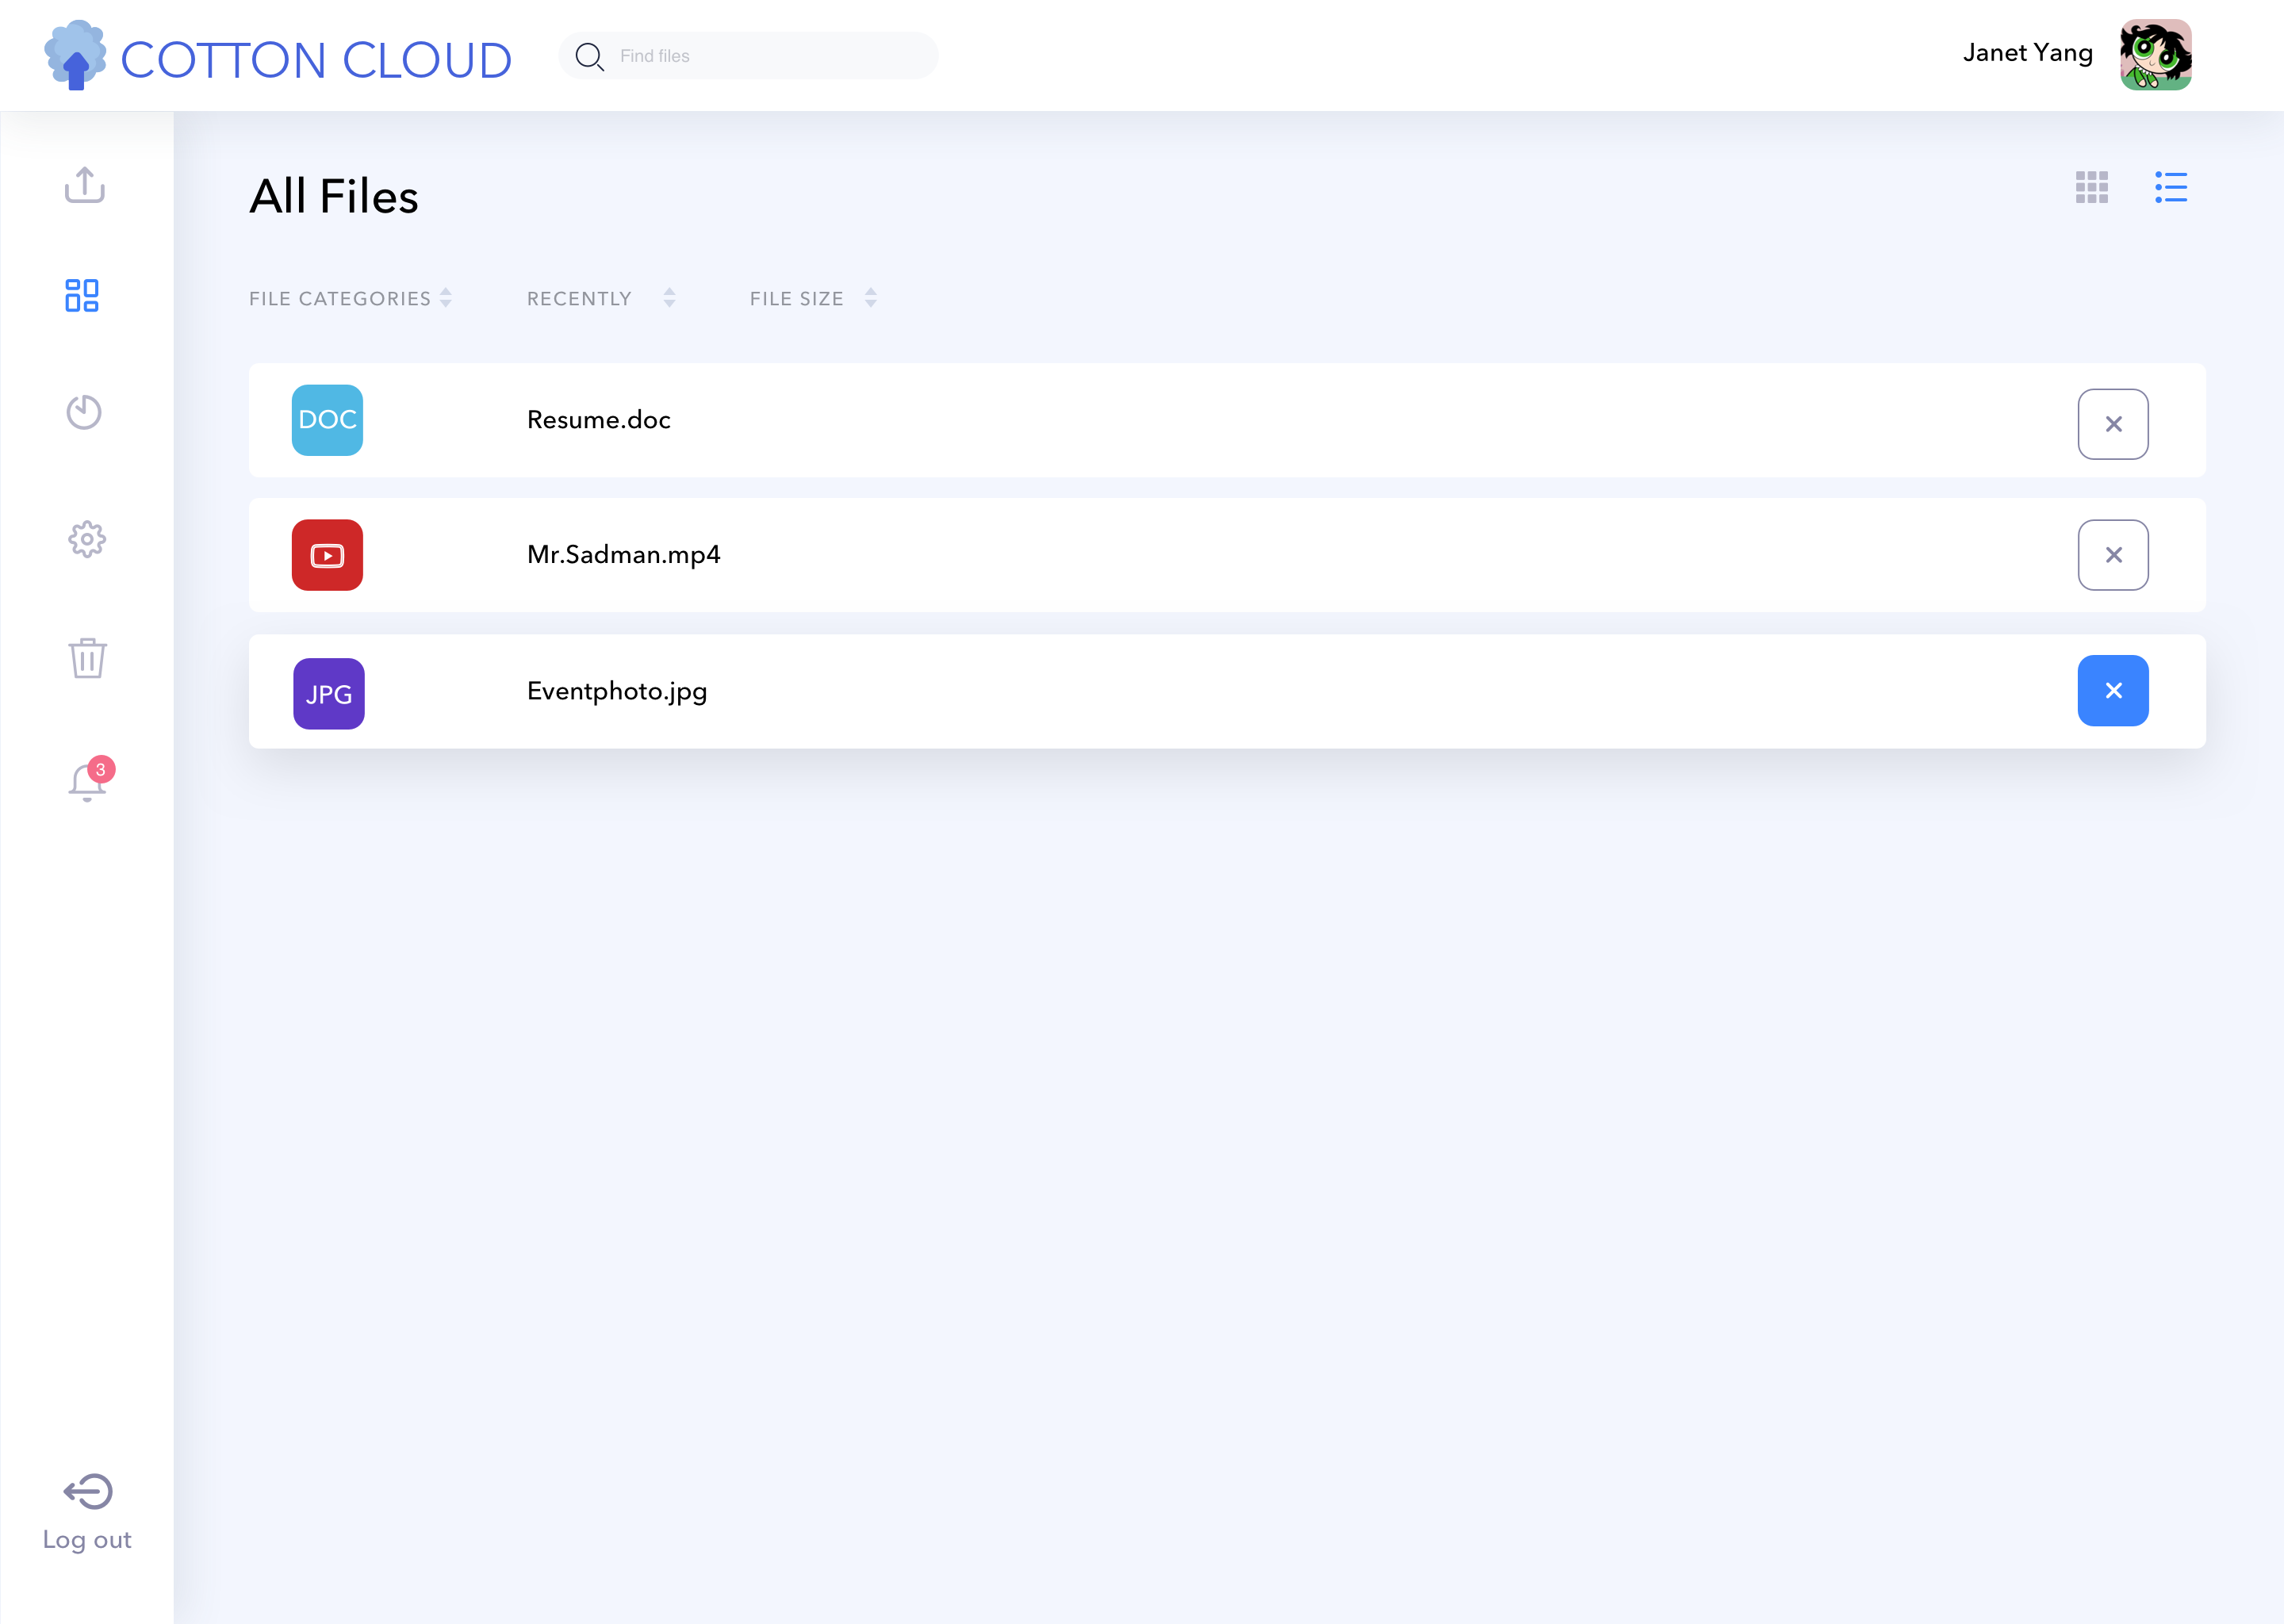 COTTON CLOUD
Find files
Janet Yang
All Files
FILE CATEGORIES
RECENTLY
FILE SIZE
DOC
Resume.doc
Mr.Sadman.mp4
JPG
Eventphoto.jpg
3
Log out